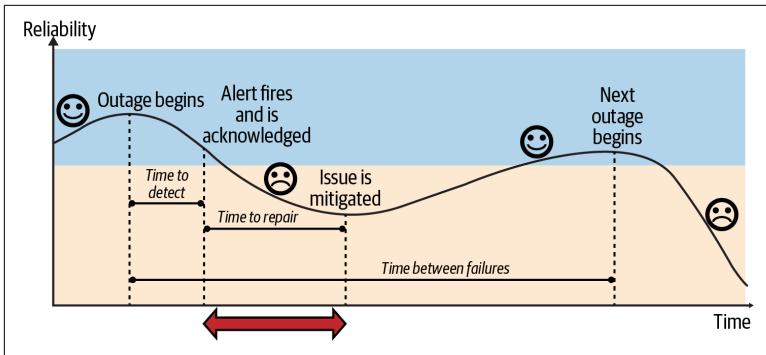 Reliability
Outage begins
Alert fires
and is
acknowledged
Next
outage
begins
Time to
detect
Issue is
mitigated
Time to repair
Time between failures
Time